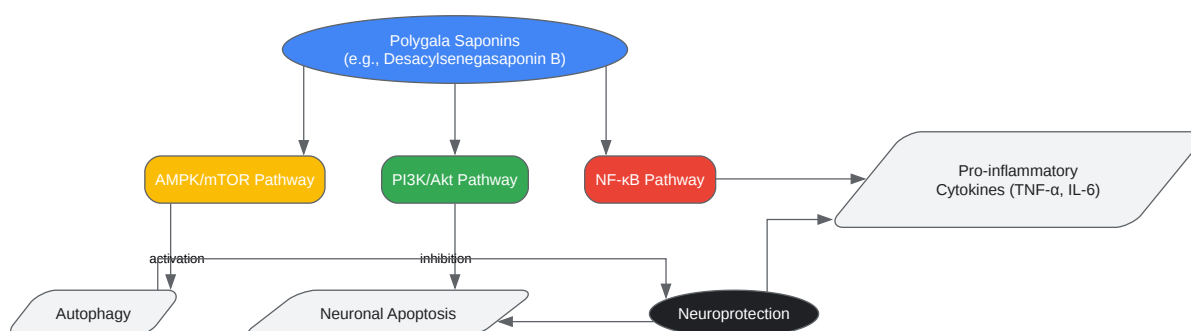 Polygala Saponins
(e.g., Desacylsenegasaponin B)
AMPK/mTOR Pathway
PI3K/Akt Pathway
NF-κB Pathway
Pro-inflammatory
Cytokines (TNF-α, IL-6)
activation
inhibition
Autophagy
Neuronal Apoptosis
Neuroprotection